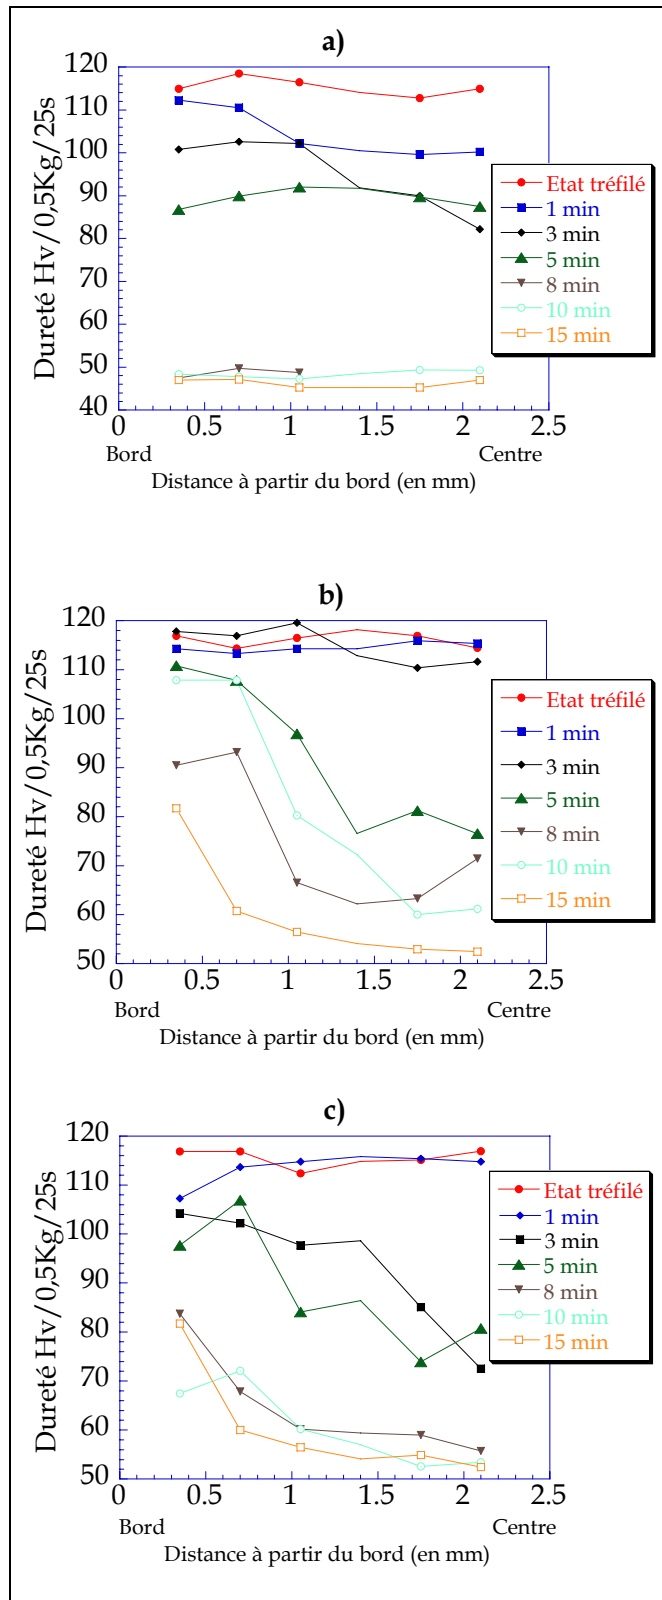 a)
Dureté Hv/0,5Kg/25s
120
110
100
90
80
70
60
50
40
0 0.5 1 1.5 2 2.5
Bord Centre
Distance à partir du bord (en mm)
Etat tréfilé
1 min
3 min
5 min
8 min
10 min
15 min
b)
Dureté Hv/0,5Kg/25s
120
110
100
90
80
70
60
50
0 0.5 1 1.5 2 2.5
Bord Centre
Distance à partir du bord (en mm)
Etat tréfilé
1 min
3 min
5 min
8 min
10 min
15 min
c)
Dureté Hv/0,5Kg/25s
120
110
100
90
80
70
60
50
0 0.5 1 1.5 2 2.5
Bord Centre
Distance à partir du bord (en mm)
Etat tréfilé
1 min
3 min
5 min
8 min
10 min
15 min